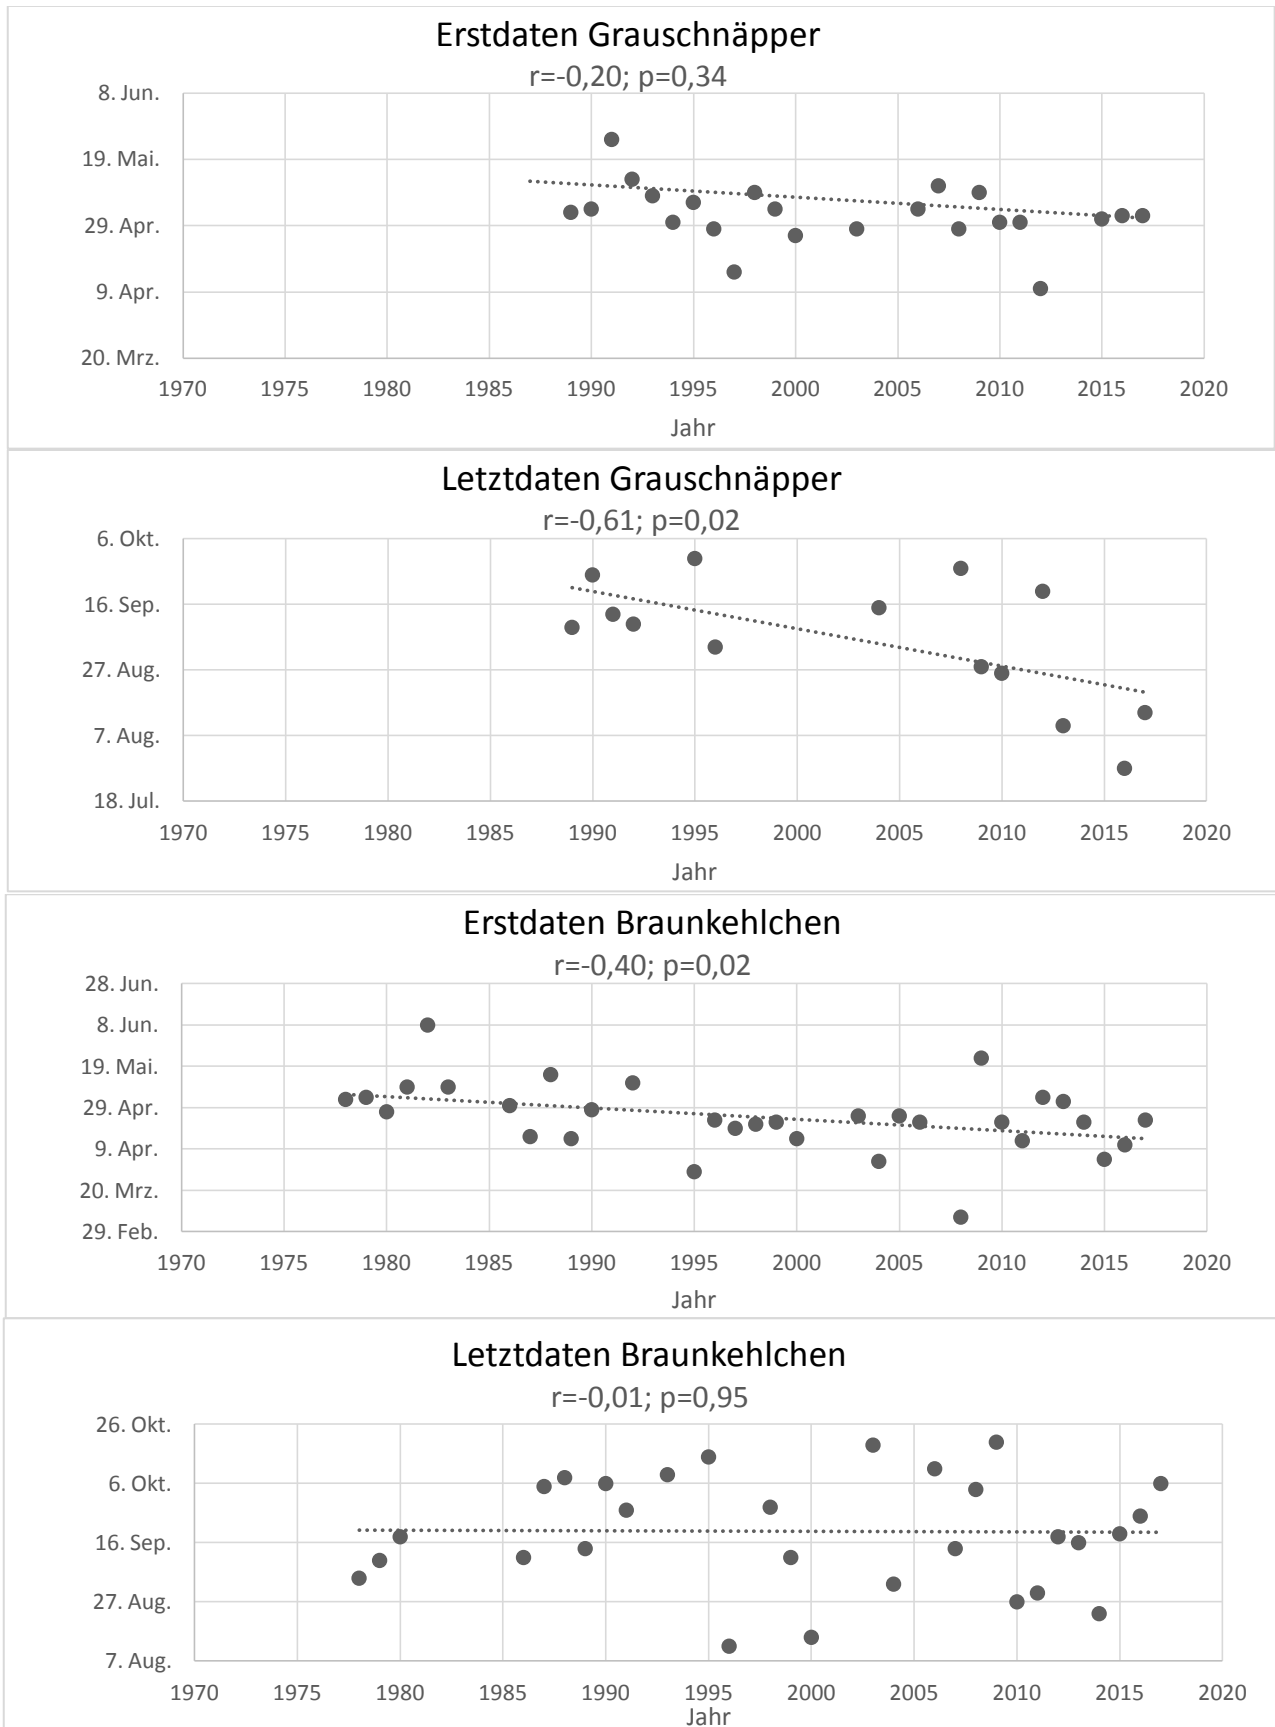 Erstdaten Grauschnäpper
r=-0,20; p=0,34
8. Jun.
19. Mai.
29. Apr.
9. Apr.
20. Mrz.
1970 1975 1980 1985 1990 1995 2000 2005 2010 2015 2020
Jahr
Letztdaten Grauschnäpper
r=-0,61; p=0,02
6. Okt.
16. Sep.
27. Aug.
7. Aug.
18. Jul.
1970 1975 1980 1985 1990 1995 2000 2005 2010 2015 2020
Jahr
Erstdaten Braunkehlchen
r=-0,40; p=0,02
28. Jun.
8. Jun.
19. Mai.
29. Apr.
9. Apr.
20. Mrz.
29. Feb.
1970 1975 1980 1985 1990 1995 2000 2005 2010 2015 2020
Jahr
Letztdaten Braunkehlchen
r=-0,01; p=0,95
26. Okt.
6. Okt.
16. Sep.
27. Aug.
7. Aug.
1970 1975 1980 1985 1990 1995 2000 2005 2010 2015 2020
Jahr